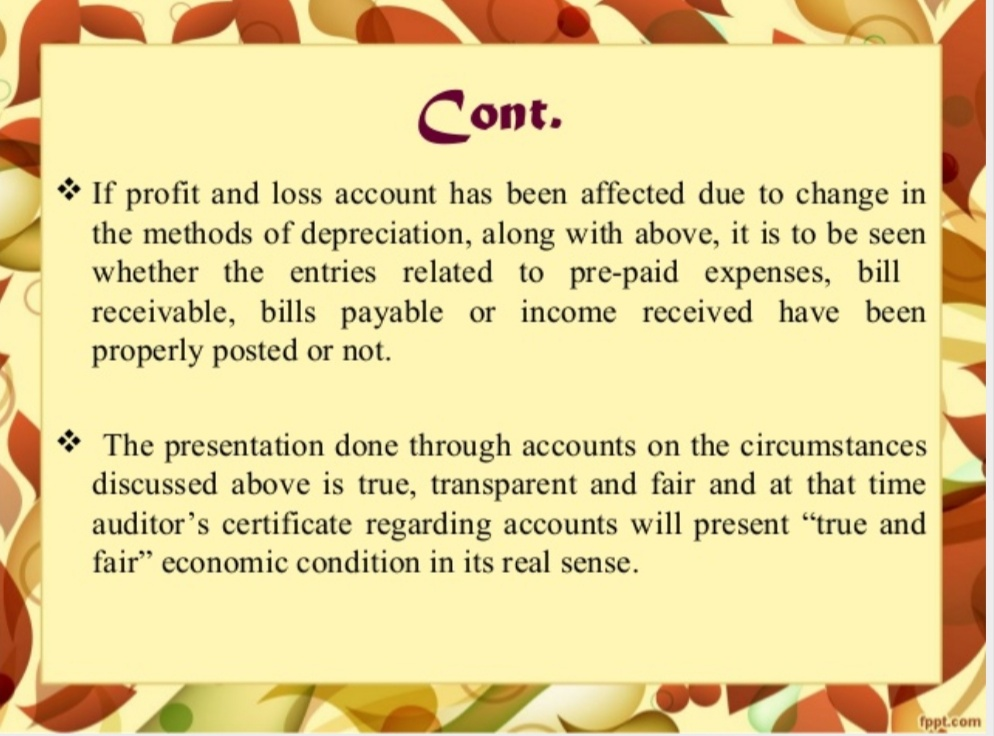 Cont.
❖ If profit and loss account has been affected due to change in
the methods of depreciation, along with above, it is to be seen
whether the entries related to pre-paid expenses, bill
receivable, bills payable or income received have been
properly posted or not.
❖ The presentation done through accounts on the circumstances
discussed above is true, transparent and fair and at that time
auditor’s certificate regarding accounts will present “true and
fair” economic condition in its real sense.
fppt.com